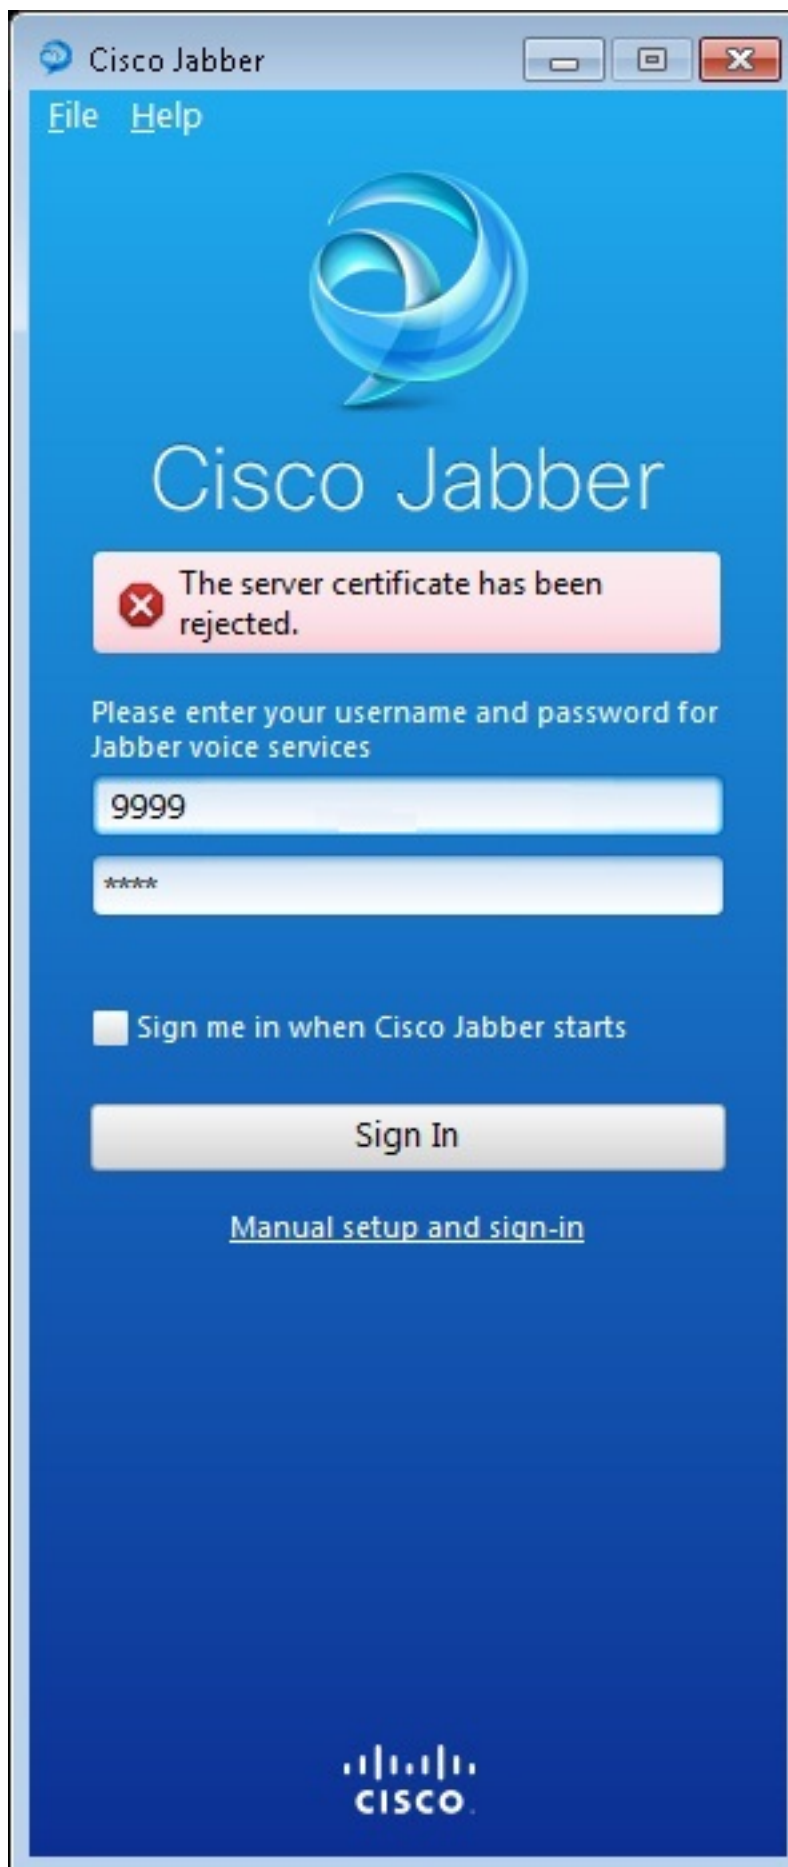 Cisco Jabber
File Help
Cisco Jabber
The server certificate has been
rejected.
Please enter your username and password for
Jabber voice services
9999
****
Sign me in when Cisco Jabber starts
Sign In
Manual setup and sign-in
CISCO.